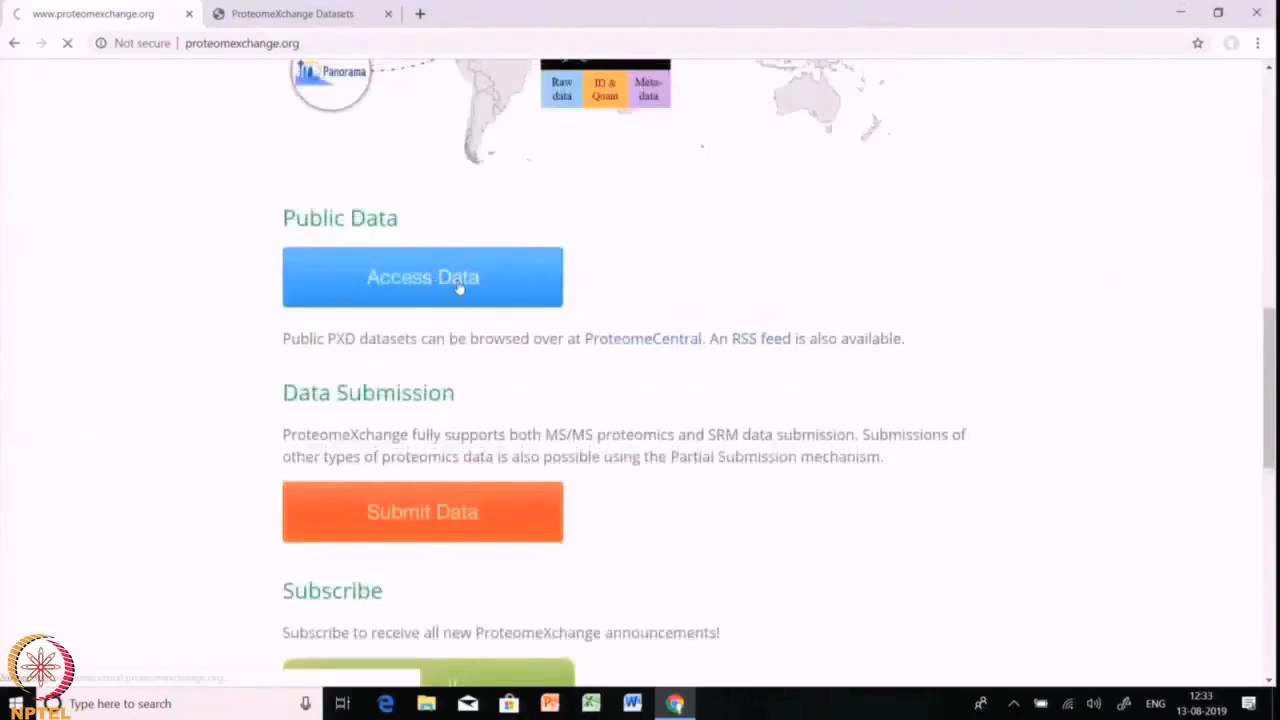 www.proteomexchange.org
ProteomeXchange Datasets
Not secure | proteomexchange.org
Panorama
Raw data
ID & Quant
Meta-data
Public Data
Access Data
Public PXD datasets can be browsed over at ProteomeCentral. An RSS feed is also available.
Data Submission
ProteomeXchange fully supports both MS/MS proteomics and SRM data submission. Submissions of
other types of proteomics data is also possible using the Partial Submission mechanism.
Submit Data
Subscribe
Subscribe to receive all new ProteomeXchange announcements!
central.proteomexchange.org...
Type here to search
ENG
12:33
13-08-2019
NPTEL